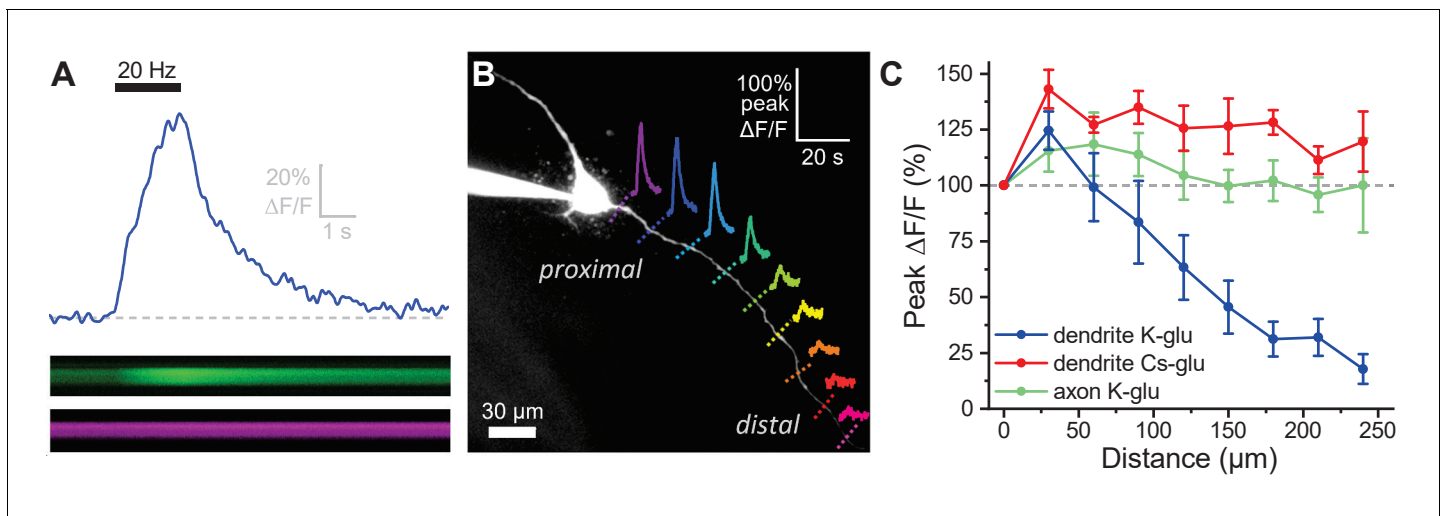 A
20 Hz
20%
ΔF/F
1 s
B
100%
peak
ΔF/F
20 s
proximal
distal
30 µm
C
Peak ΔF/F (%)
150
125
100
75
50
25
0
dendrite K-glu
dendrite Cs-glu
axon K-glu
0 50 100 150 200 250
Distance (µm)